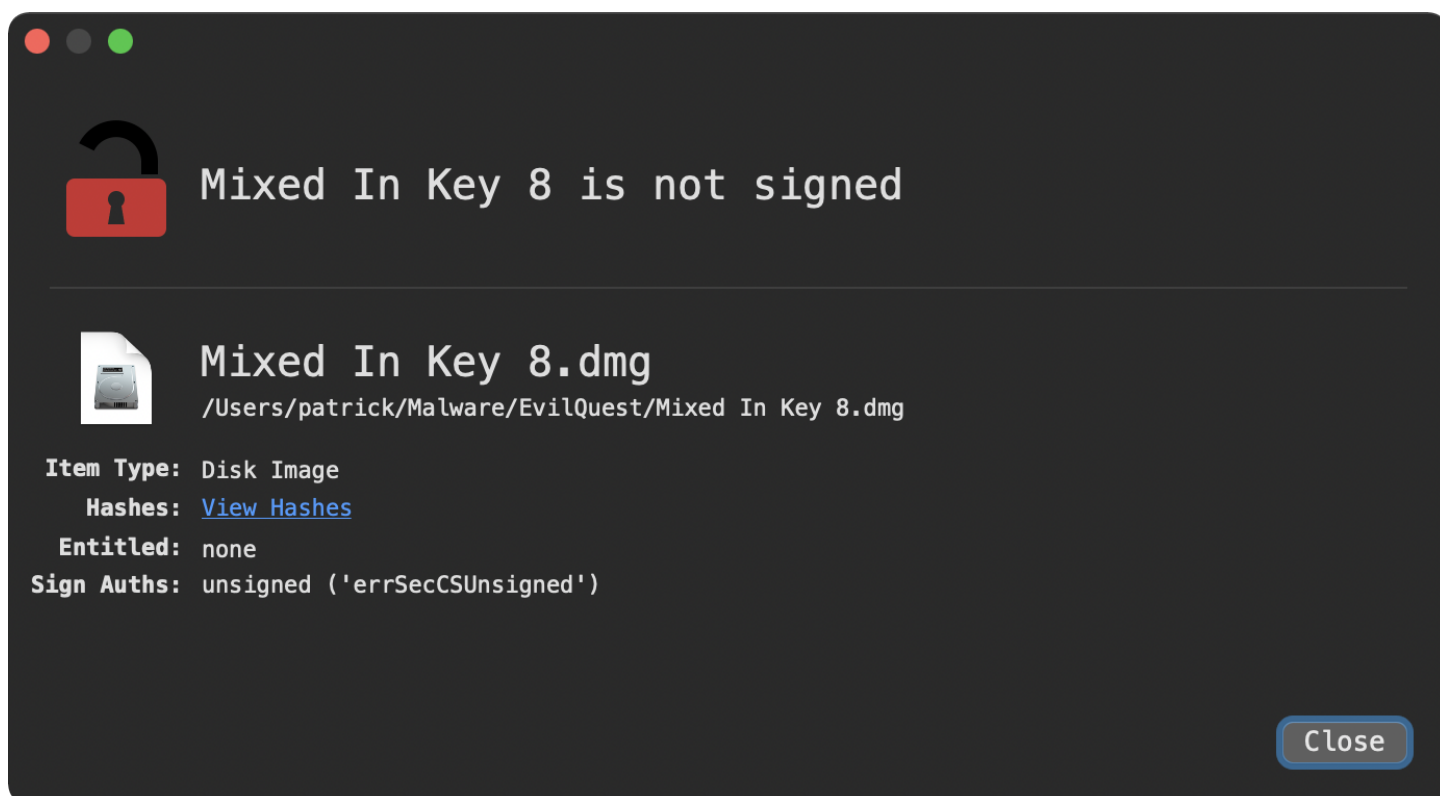 Mixed In Key 8 is not signed
Mixed In Key 8.dmg
/Users/patrick/Malware/EvilQuest/Mixed In Key 8.dmg
Item Type: Disk Image
Hashes: View Hashes
Entitled: none
Sign Auths: unsigned ('errSecCSUnsigned')
Close